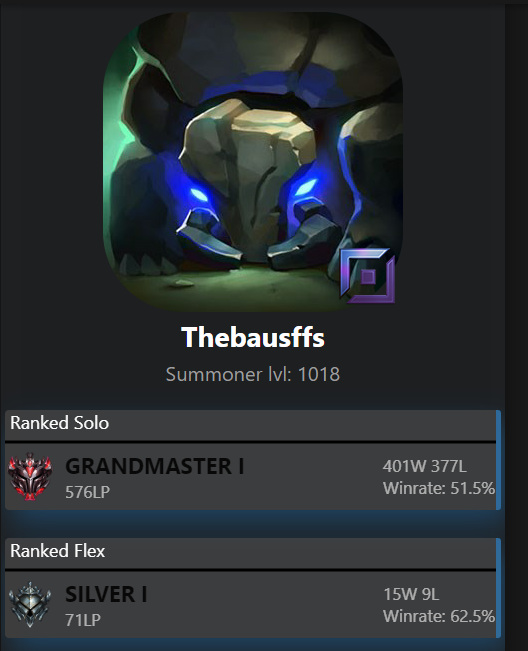 Thebausffs
Summoner lvl: 1018
Ranked Solo
GRANDMASTER I
576LP
401W 377L
Winrate: 51.5%
Ranked Flex
SILVER I
71LP
15W 9L
Winrate: 62.5%